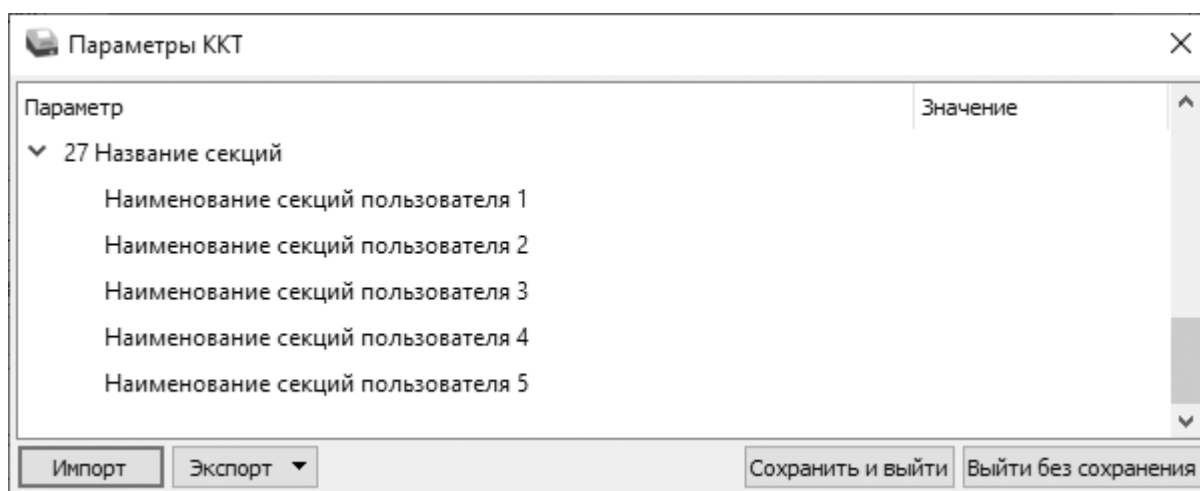 Параметры ККТ
Параметр Значение
27 Название секций
Наименование секций пользователя 1
Наименование секций пользователя 2
Наименование секций пользователя 3
Наименование секций пользователя 4
Наименование секций пользователя 5
Импорт Экспорт Сохранить и выйти Выйти без сохранения